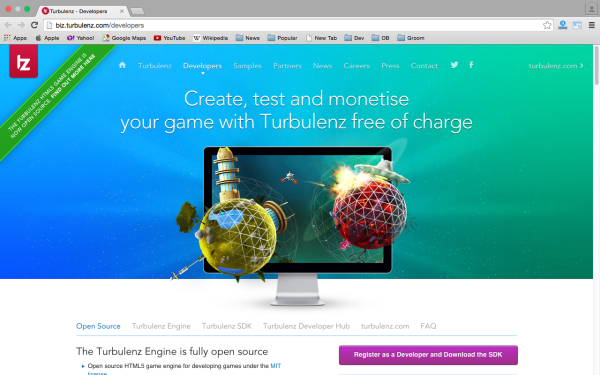 Turbulenz - Developers
biz.turbulenz.com/developers
Apple Yahoo! Google Maps YouTube Wikipedia News Popular New Tab Dev OB Groom
THE TURBULENZ HTML5 GAME ENGINE IS
NOW OPEN SOURCE. FIND OUT MORE HERE
Turbulenz Developers Samples Partners News Careers Press Contact turbulenz.com
Create, test and monetise
your game with Turbulenz free of charge
Open Source Turbulenz Engine Turbulenz SDK Turbulenz Developer Hub turbulenz.com FAQ
The Turbulenz Engine is fully open source
Register as a Developer and Download the SDK
Open source HTML5 game engine for developing games under the MIT
license